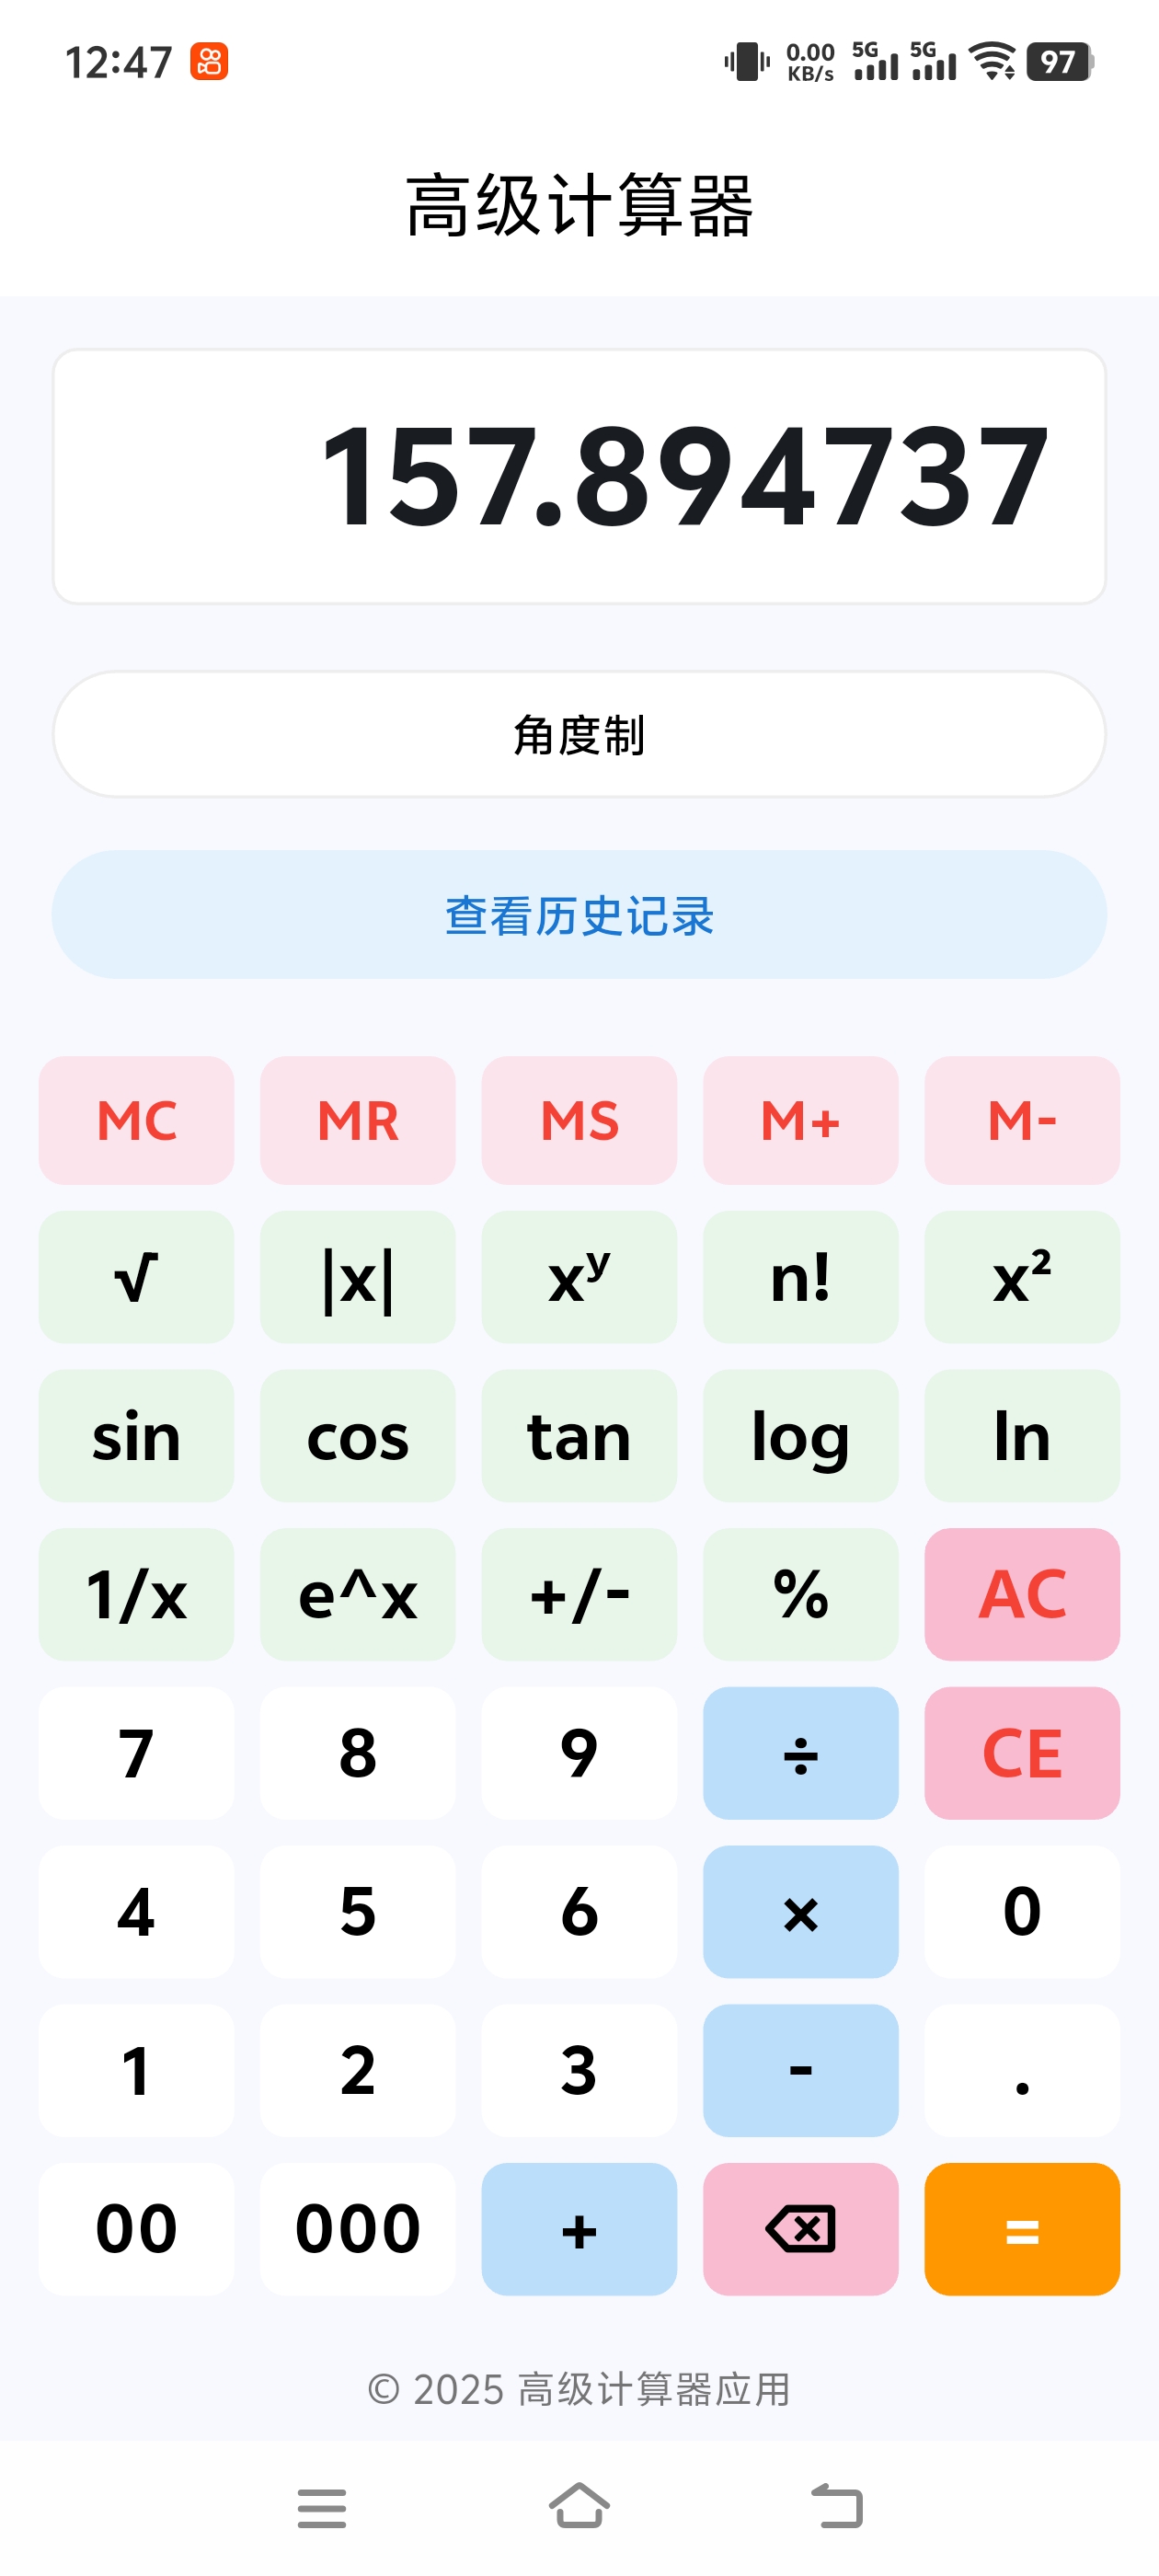 12:47 0.00 KB/s 5G 5G 97
高级计算器
157.894737
角度制
查看历史记录
MC MR MS M+ M-
√ |x| xʸ n! x²
sin cos tan log ln
1/x e^x +/- % AC
7 8 9 ÷ CE
4 5 6 × 0
1 2 3 - .
00 000 + =
© 2025 高级计算器应用